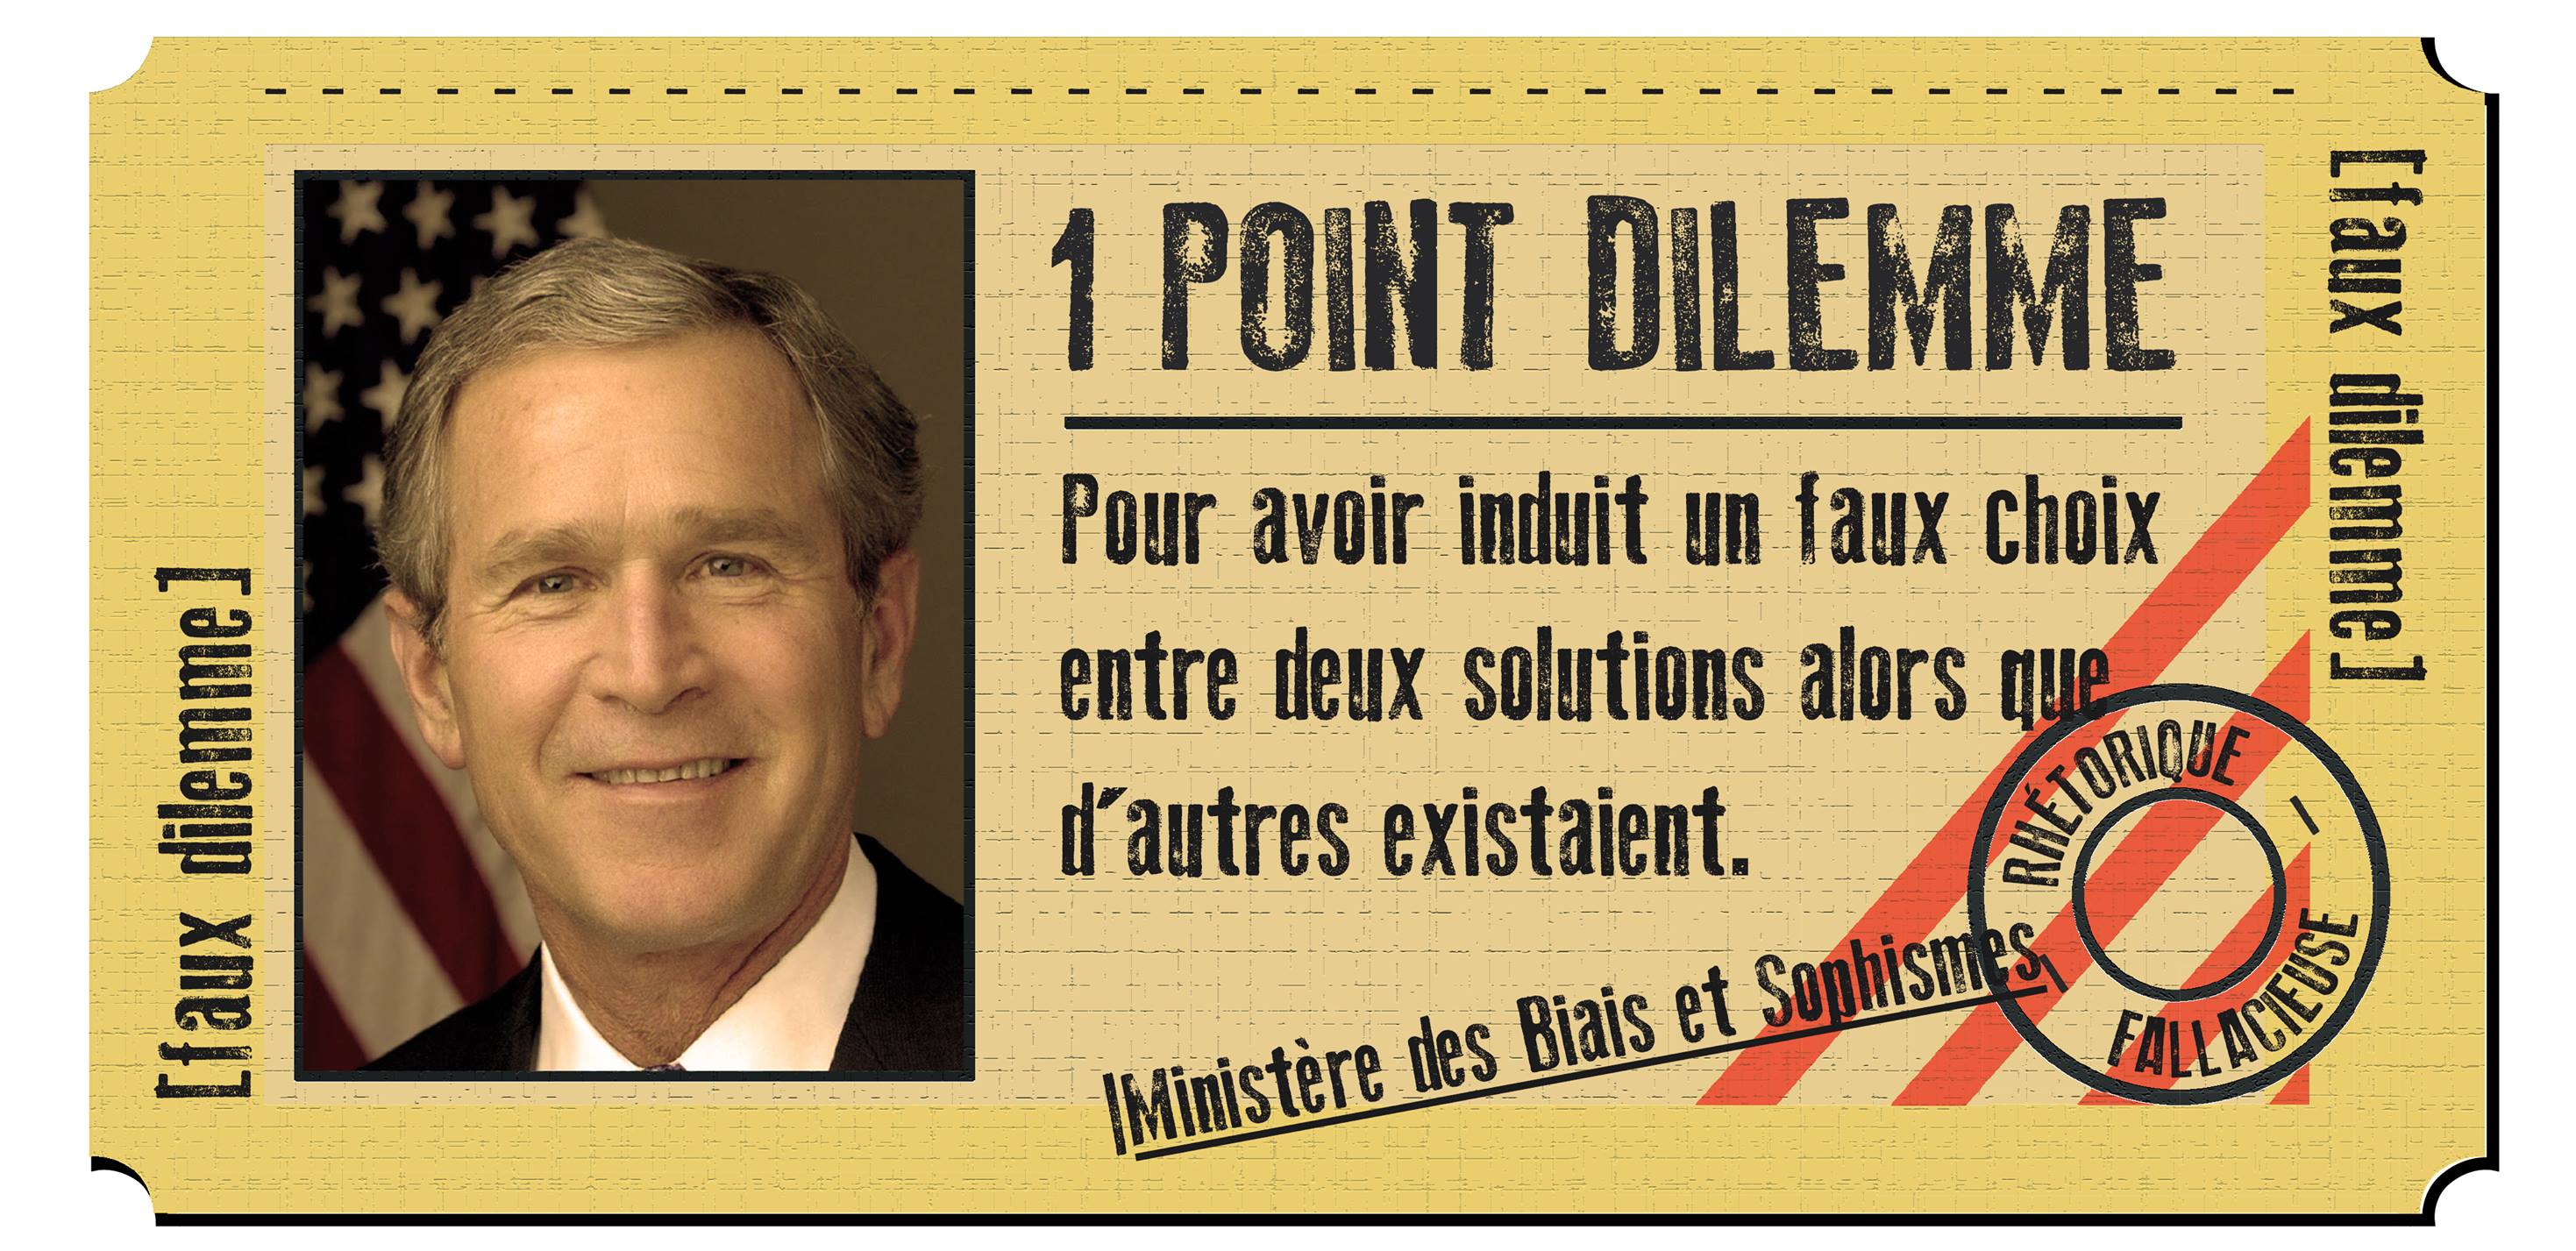 [faux dilemme]
1 POINT DILEMME
Pour avoir induit un faux choix
entre deux solutions alors que
d'autres existaient.
|Ministère des Biais et Sophismes
RHÉTORIQUE
FALLACIEUSE
[faux dilemme]